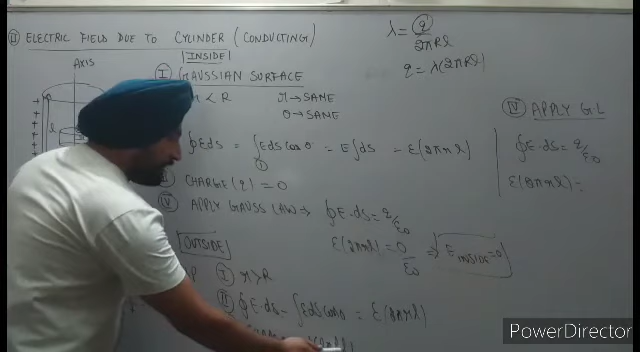 II ELECTRIC FIELD DUE TO CYLINDER (CONDUCTING)
AXIS
l
INSIDE
I GAUSSIAN SURFACE
r < R r → SAME
θ → SAME
∮Eds = ∫Eds cosθ = E∫ds = E(2πrl)
CHARGE (q) = 0
IV APPLY GAUSS LAW ⇒ ∮E·ds = q/ε0
E(2πrl) = 0/ε0 ⇒ E INSIDE = 0
OUTSIDE
I r > R
II ∮E·ds = ∫Eds cosθ = E(2πrl)
λ = q/2πRl
q = λ(2πRl)
IV APPLY GL
∮E·ds = q/ε0
E(2πrl) =
PowerDirector